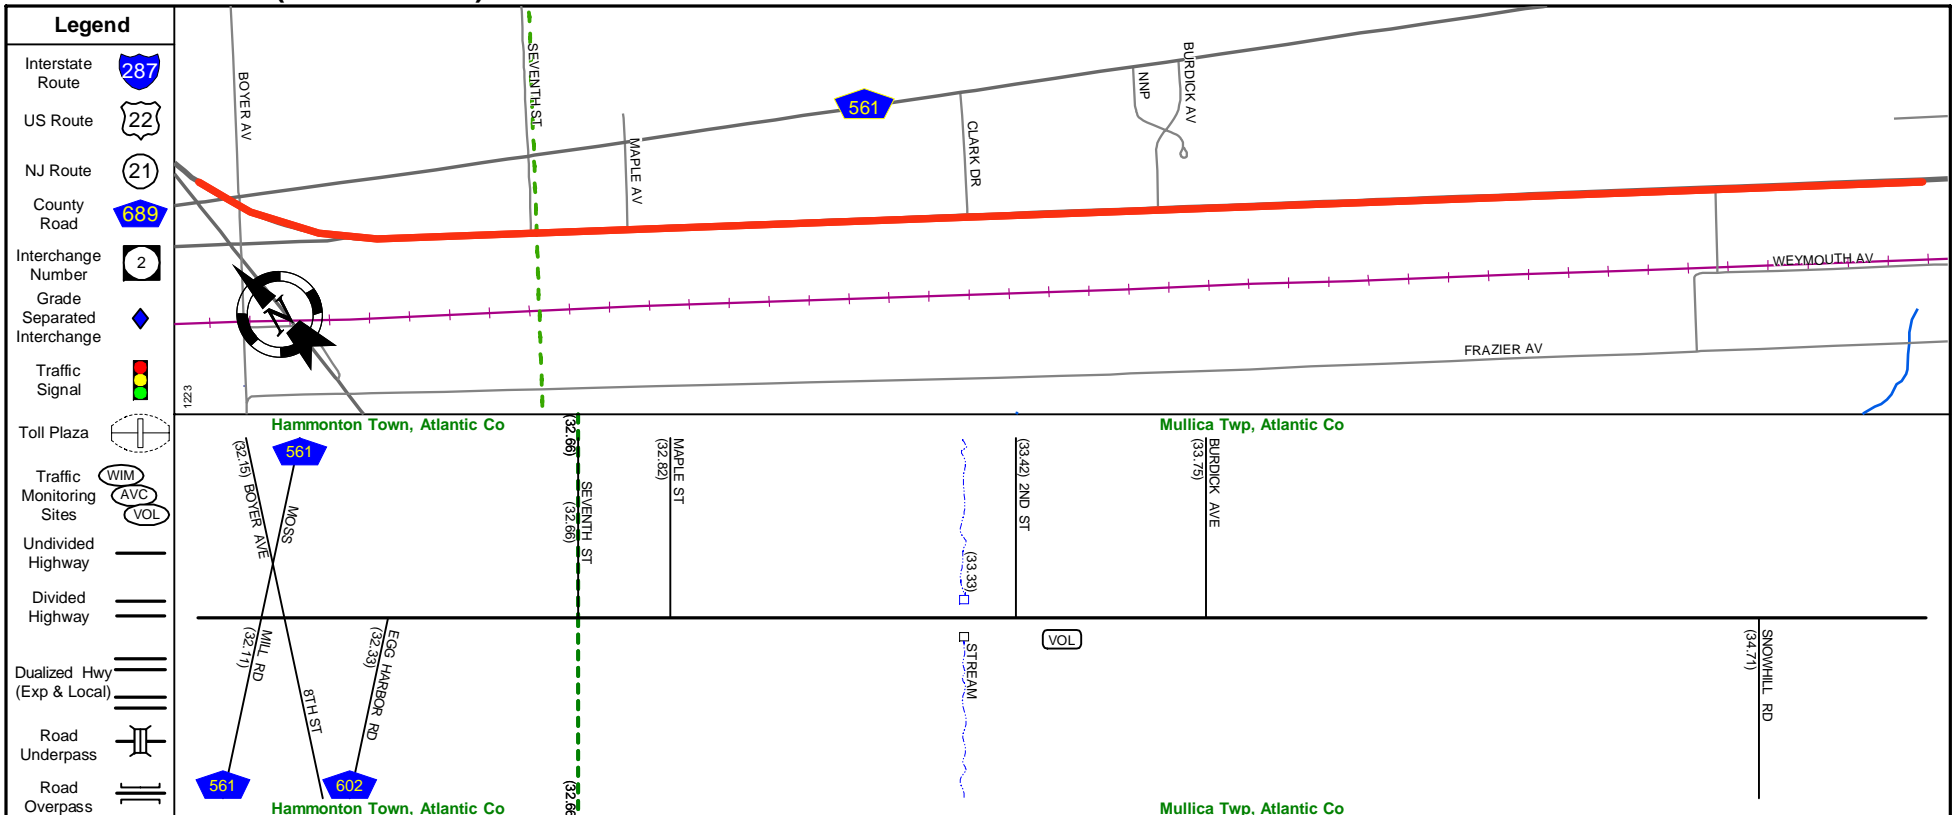 Legend
Interstate
Route
287
US Route
22
NJ Route
21
County
Road
689
Interchange
Number
2
Grade
Separated
Interchange
Traffic
Signal
Toll Plaza
Traffic
Monitoring
Sites
WIM
AVC
VOL
Undivided
Highway
Divided
Highway
Dualized Hwy
(Exp & Local)
Road
Underpass
Road
Overpass
BOYER AV
SEVENTH ST
MAPLE AV
561
CLARK DR
NNP
BURDICK AV
WEYMOUTH AV
FRAZIER AV
N
1223
Hammonton Town, Atlantic Co
Mullica Twp, Atlantic Co
(32.15) BOYER AVE
561
MOSS
(32.66)
SEVENTH ST
(32.66)
MAPLE ST
(32.82)
(33.33)
(33.42) 2ND ST
BURDICK AVE
(33.75)
MILL RD
(32.11)
8TH ST
EGG HARBOR RD
(32.33)
STREAM
VOL
SNOWHILL RD
(34.71)
561
602
(32.66
Hammonton Town, Atlantic Co
Mullica Twp, Atlantic Co